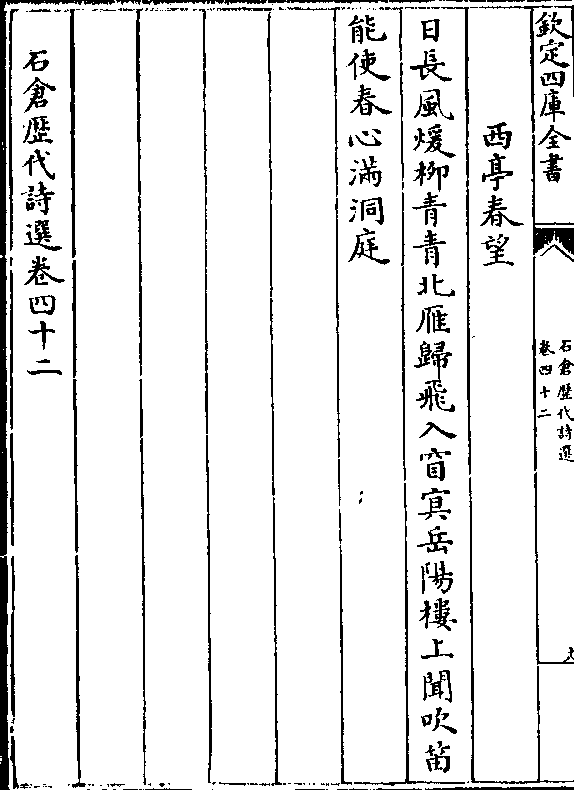 欽定四庫全書
石倉歷代詩選
卷四十二
西亭春望
日長風煖柳青青北雁歸飛入窅㝠岳陽樓上聞吹笛
能使春心滿洞庭
石倉歷代詩選卷四十二